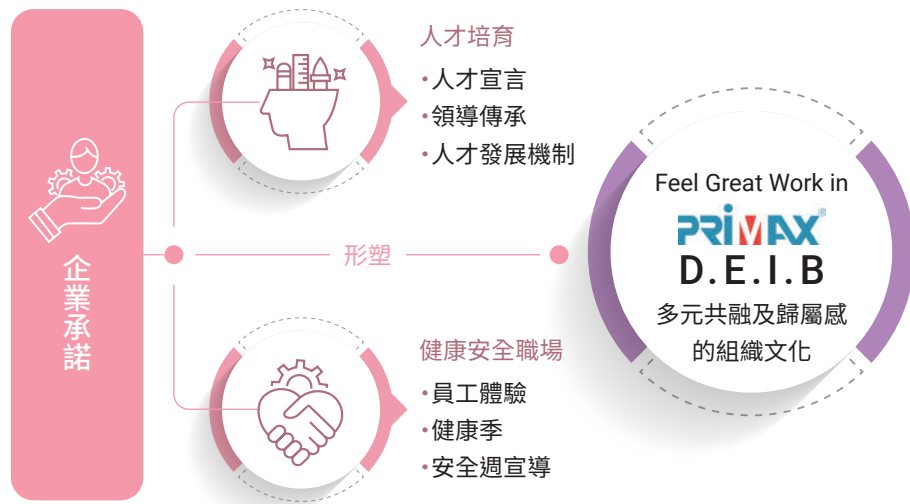 企業承諾
人才培育
・人才宣言
・領導傳承
・人才發展機制
形塑
健康安全職場
・員工體驗
・健康季
・安全週宣導
Feel Great Work in
PRiMAX®
D.E.I.B
多元共融及歸屬感
的組織文化